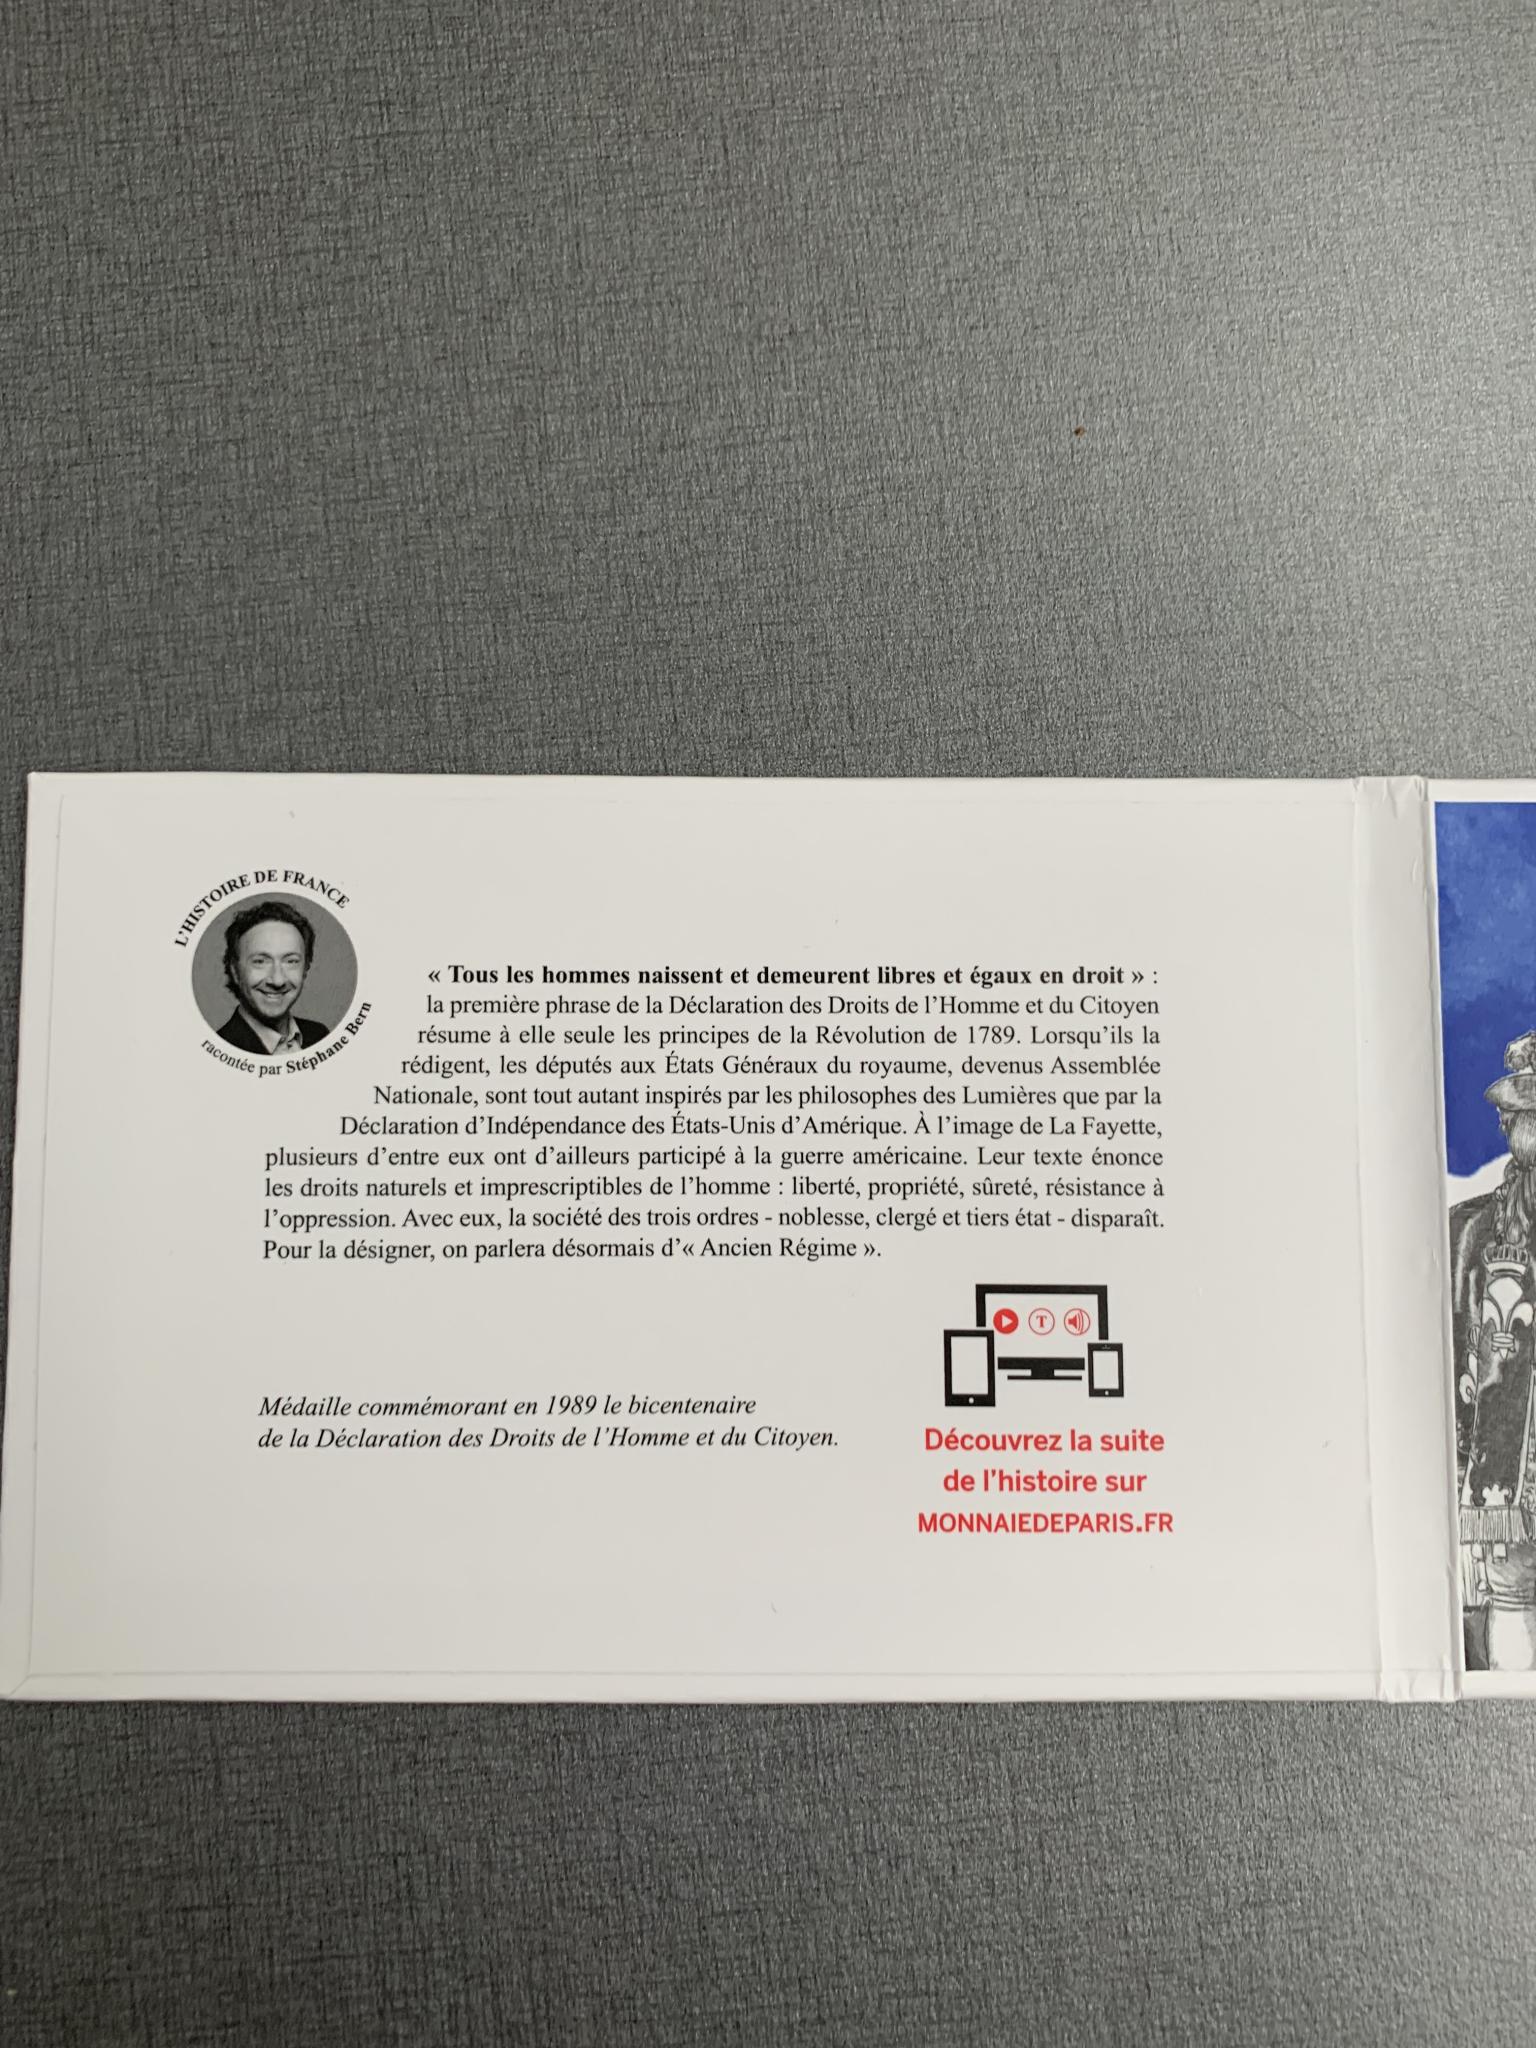 L'HISTOIRE DE FRANCE
racontée par Stéphane Bern
« Tous les hommes naissent et demeurent libres et égaux en droit » :
la première phrase de la Déclaration des Droits de l'Homme et du Citoyen
résume à elle seule les principes de la Révolution de 1789. Lorsqu'ils la
rédigent, les députés aux États Généraux du royaume, devenus Assemblée
Nationale, sont tout autant inspirés par les philosophes des Lumières que par la
Déclaration d'Indépendance des États-Unis d'Amérique. À l'image de La Fayette,
plusieurs d'entre eux ont d'ailleurs participé à la guerre américaine. Leur texte énonce
les droits naturels et imprescriptibles de l'homme : liberté, propriété, sûreté, résistance à
l'oppression. Avec eux, la société des trois ordres - noblesse, clergé et tiers état - disparaît.
Pour la désigner, on parlera désormais d'« Ancien Régime ».
T
Médaille commémorant en 1989 le bicentenaire
de la Déclaration des Droits de l'Homme et du Citoyen.
Découvrez la suite
de l'histoire sur
MONNAIEDEPARIS.FR